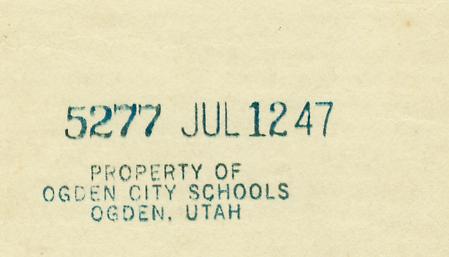 5277 JUL 12 47
PROPERTY OF
OGDEN CITY SCHOOLS
OGDEN, UTAH